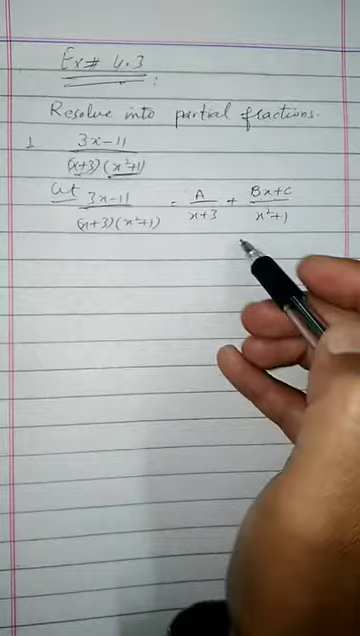 Ex# 4.3 :
Resolve into partial fractions.
1 3x-11
(x+3) (x²+1)
Let 3x-11 / (x+3)(x²+1) = A / x+3 + Bx+C / x²+1